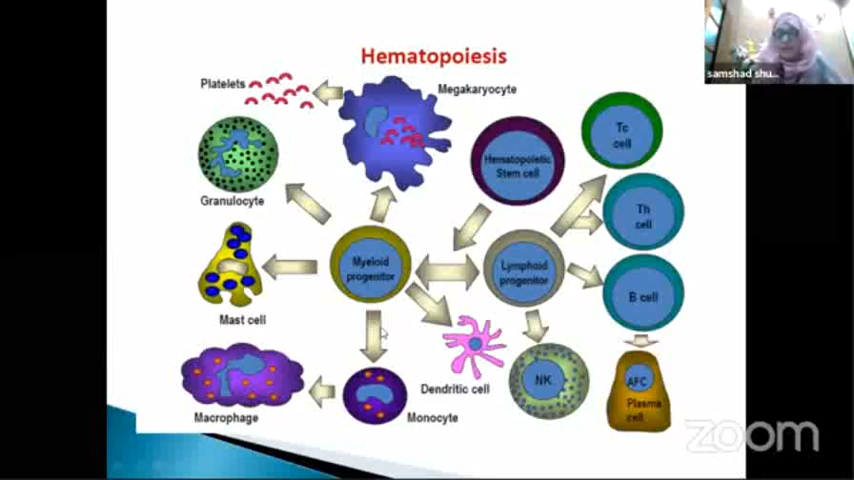 samshad shu...
Hematopoiesis
Platelets
Megakaryocyte
Tc
cell
Hematopoietic
Stem cell
Granulocyte
Th
cell
Myeloid
progenitor
Lymphoid
progenitor
B cell
Mast cell
Dendritic cell
NK
AFC
Plasma
cell
Macrophage
Monocyte
zoom